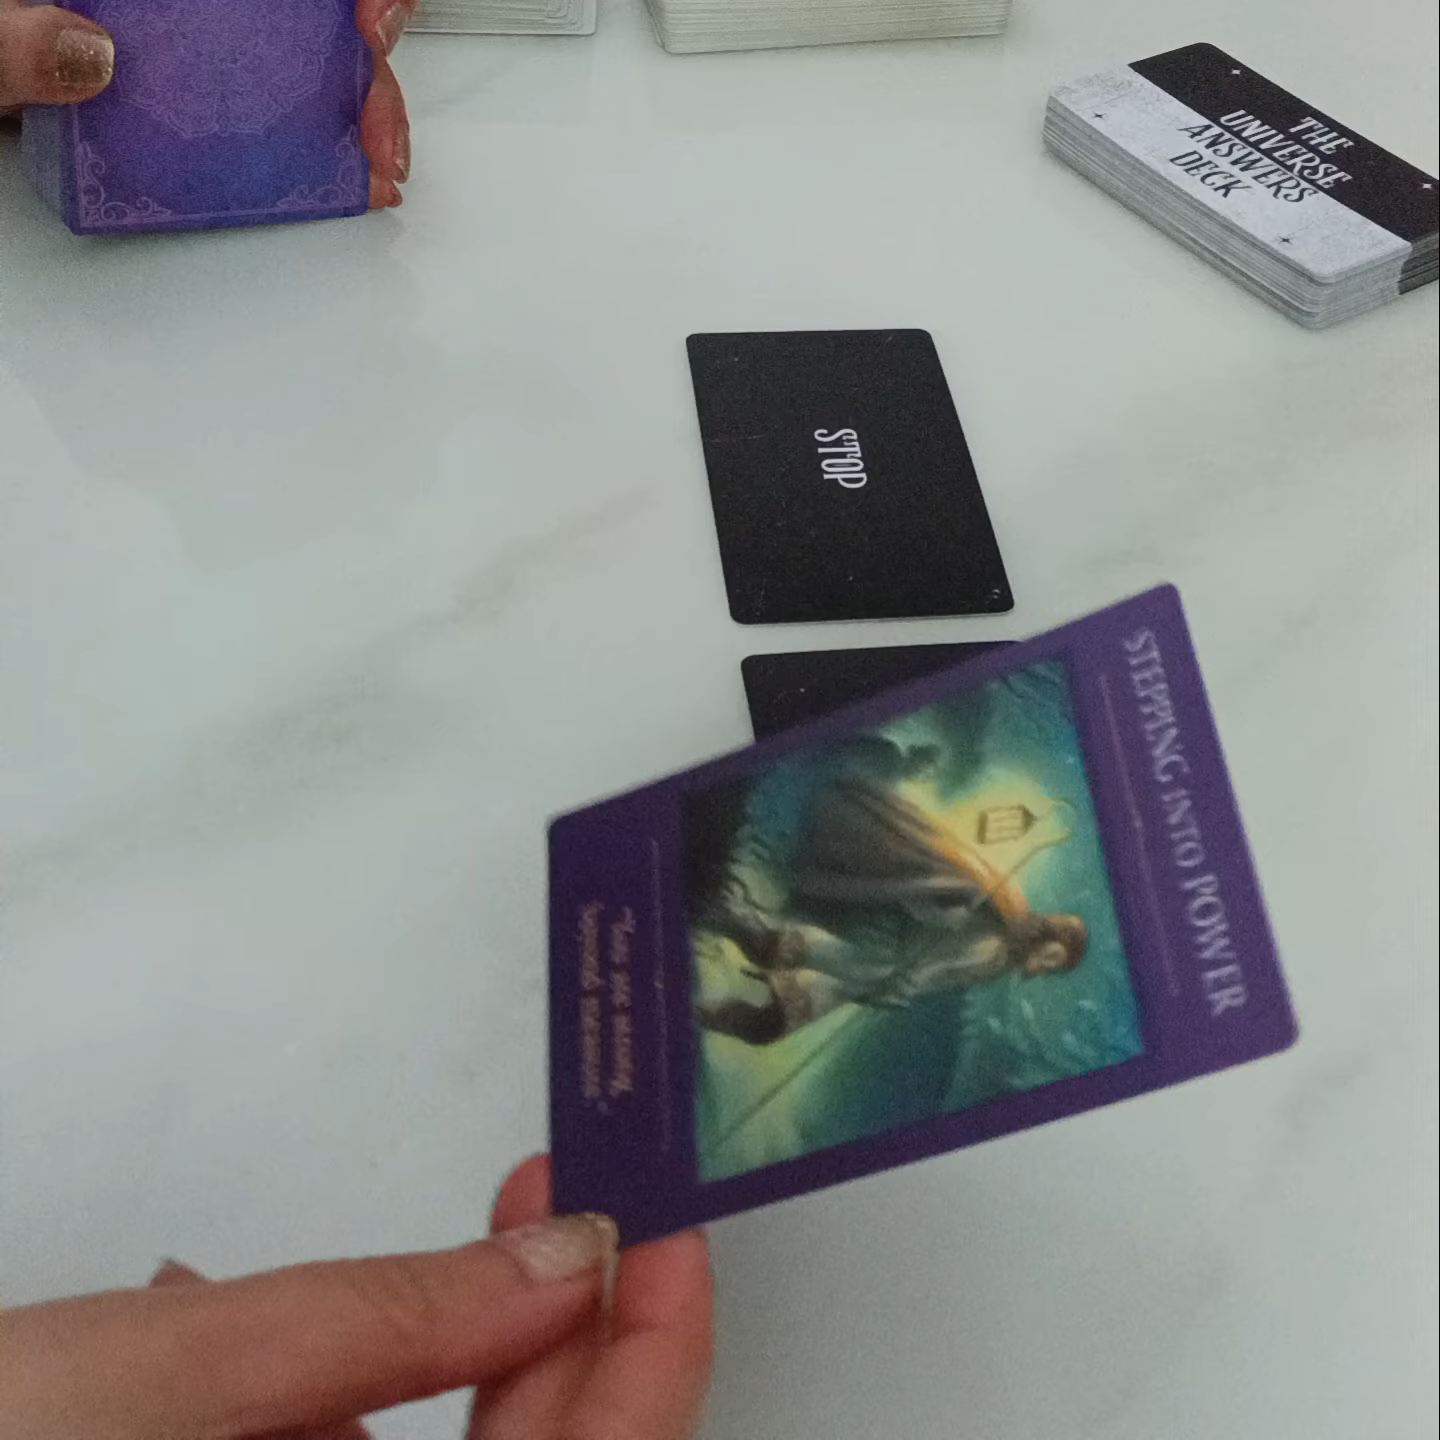 THE
UNIVERSE
ANSWERS
DECK
STOP
STEPPING INTO POWER